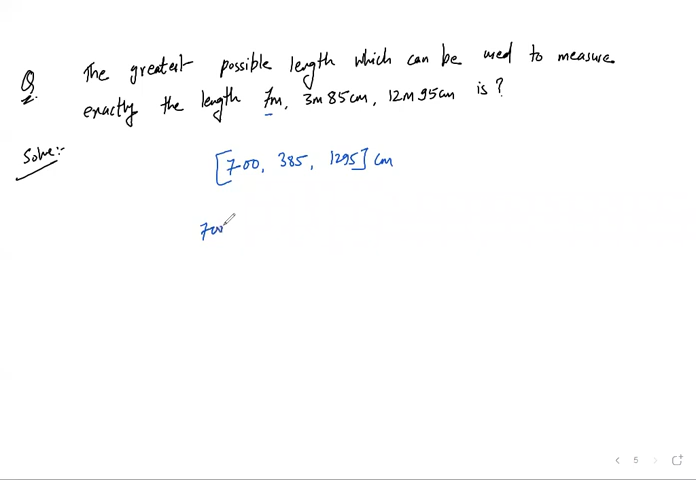 Q. The greatest possible length which can be used to measure
exactly the length 7m, 3m 85cm, 12m 95cm is?
Solve:-
[700, 385, 1295] cm
700
5